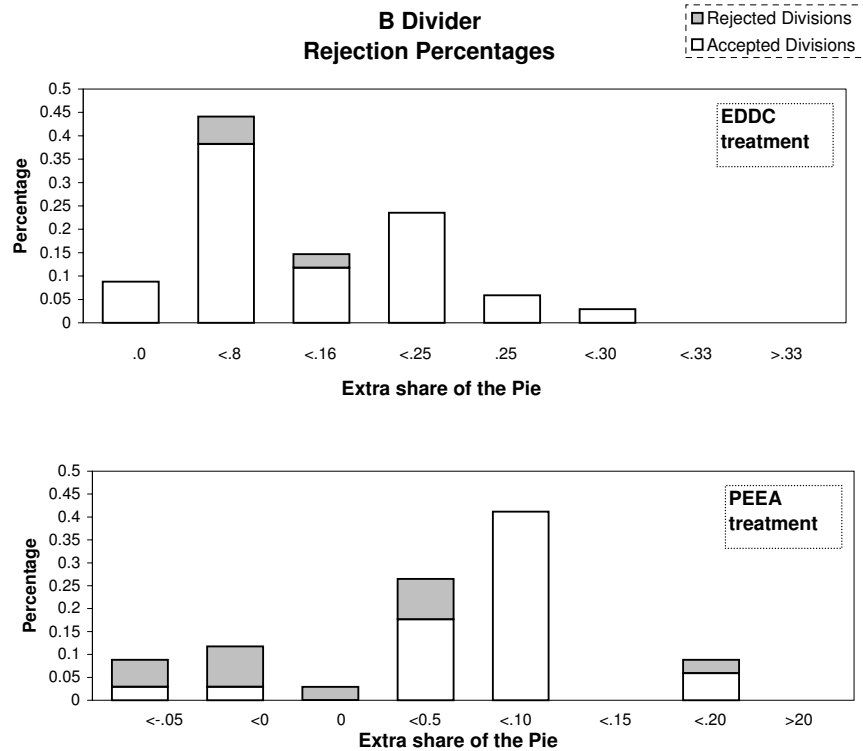 B Divider
Rejection Percentages
Rejected Divisions
Accepted Divisions
EDDC
treatment
Percentage
0.5
0.45
0.4
0.35
0.3
0.25
0.2
0.15
0.1
0.05
0
.0 <.8 <.16 <.25 .25 <.30 <.33 >.33
Extra share of the Pie
PEEA
treatment
Percentage
0.5
0.45
0.4
0.35
0.3
0.25
0.2
0.15
0.1
0.05
0
<-.05 <0 0 <0.5 <.10 <.15 <.20 >20
Extra share of the Pie